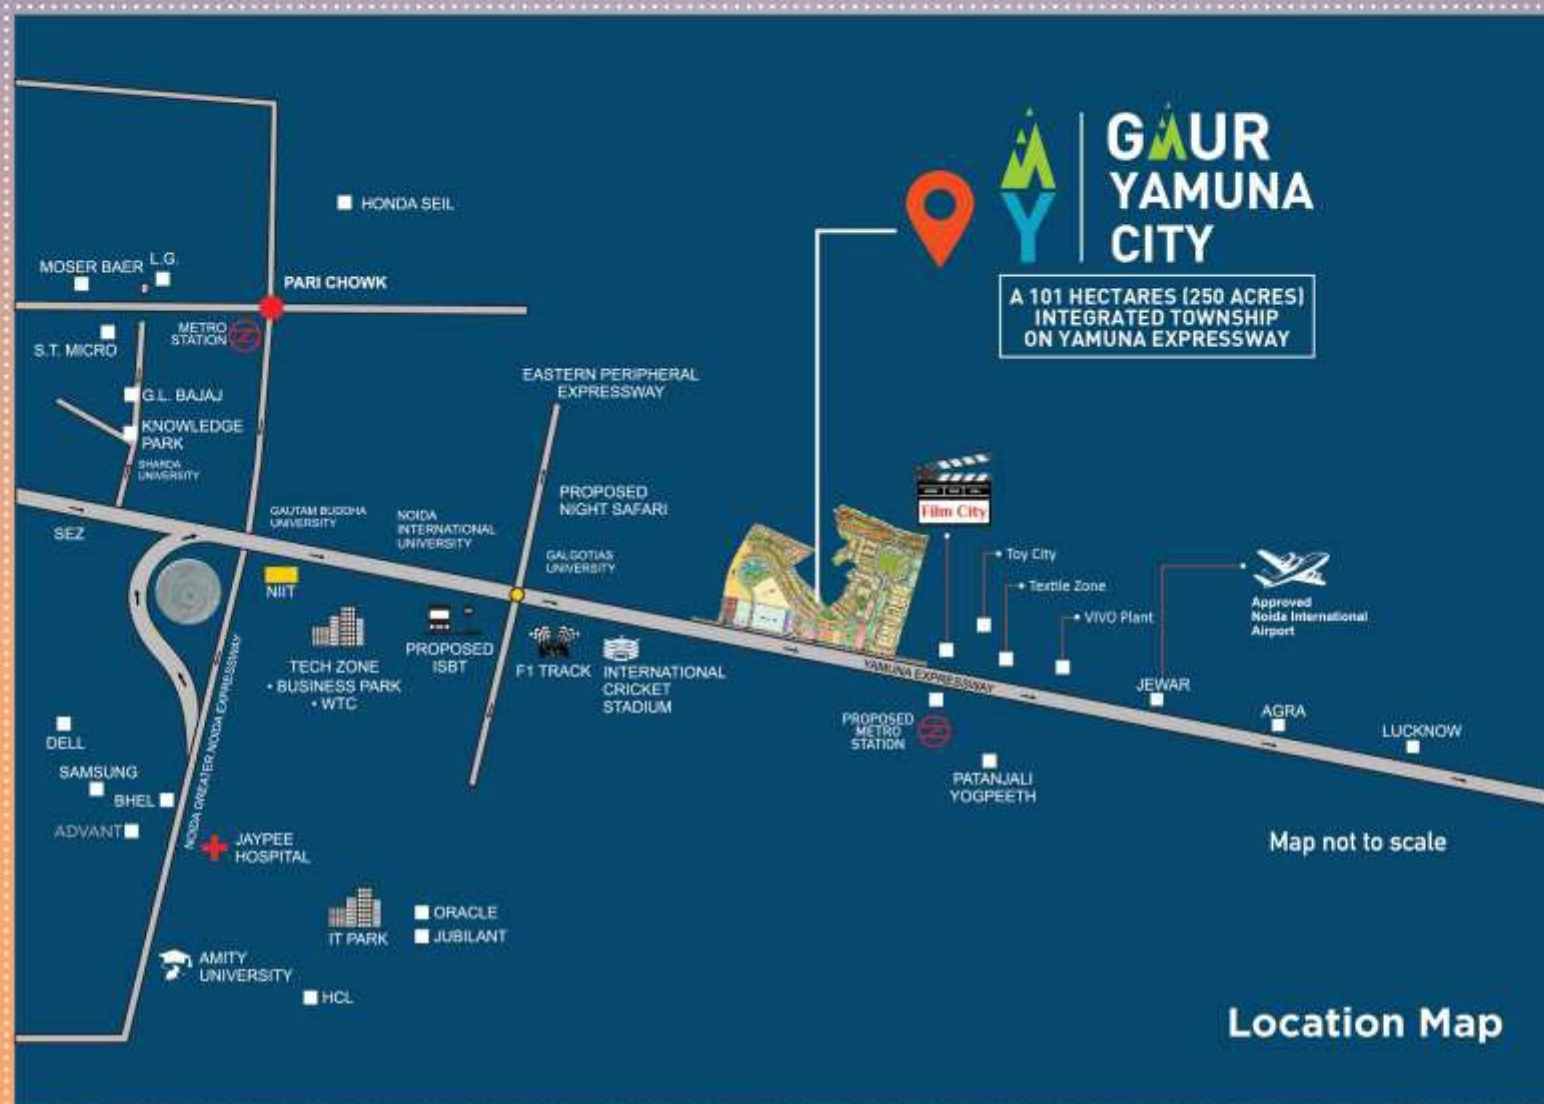 GAUR
YAMUNA
CITY
A 101 HECTARES (250 ACRES)
INTEGRATED TOWNSHIP
ON YAMUNA EXPRESSWAY
HONDA SEIL
MOSER BAER
L.G.
PARI CHOWK
METRO
STATION
S.T. MICRO
G.L. BAJAJ
KNOWLEDGE
PARK
SHARDA
UNIVERSITY
EASTERN PERIPHERAL
EXPRESSWAY
PROPOSED
NIGHT SAFARI
SEZ
GAUTAM BUDDHA
UNIVERSITY
NOIDA
INTERNATIONAL
UNIVERSITY
GALGOTIAS
UNIVERSITY
Film City
Toy City
Textile Zone
VIVO Plant
Approved
Noida International
Airport
NIIT
TECH ZONE
• BUSINESS PARK
• WTC
PROPOSED
ISBT
F1 TRACK
INTERNATIONAL
CRICKET
STADIUM
YAMUNA EXPRESSWAY
JEWAR
AGRA
LUCKNOW
PROPOSED
METRO
STATION
PATANJALI
YOGPEETH
NOIDA GREATER NOIDA EXPRESSWAY
DELL
SAMSUNG
BHEL
ADVANT
JAYPEE
HOSPITAL
IT PARK
ORACLE
JUBILANT
AMITY
UNIVERSITY
HCL
Map not to scale
Location Map